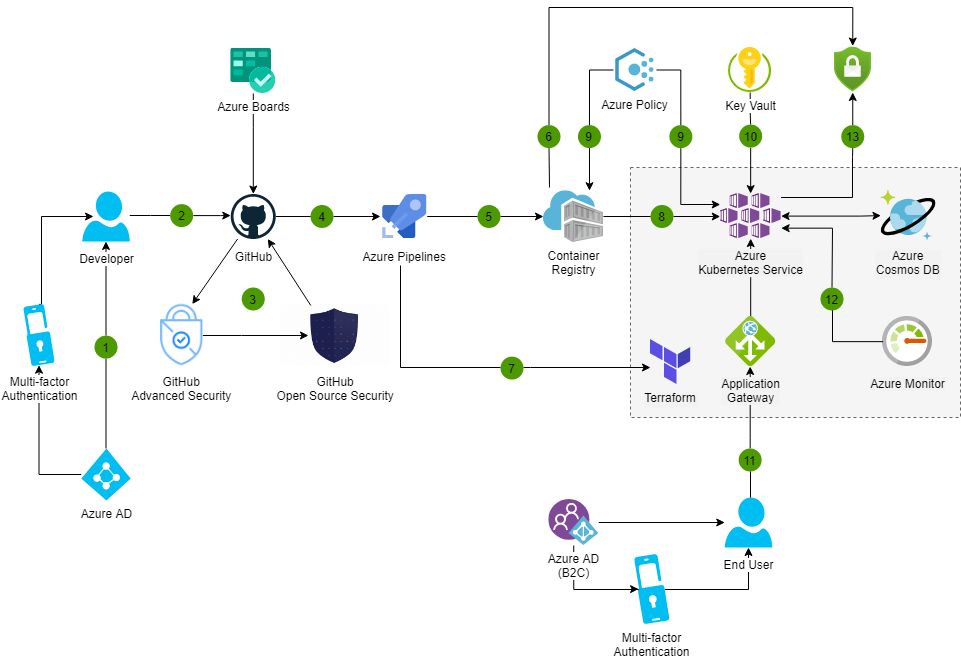 6
Azure Boards
Azure Policy
Key Vault
6
9
9
10
13
2
4
5
8
Developer
GitHub
Azure Pipelines
Container
Registry
Azure
Kubernetes Service
Azure
Cosmos DB
3
12
1
7
Multi-factor
Authentication
GitHub
Advanced Security
GitHub
Open Source Security
Terraform
Application
Gateway
Azure Monitor
11
Azure AD
Azure AD
(B2C)
End User
Multi-factor
Authentication